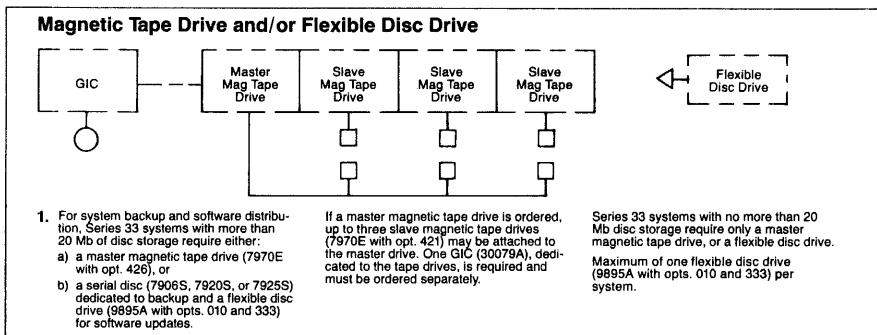 Magnetic Tape Drive and/or Flexible Disc Drive
GIC
Master
Mag Tape
Drive
Slave
Mag Tape
Drive
Slave
Mag Tape
Drive
Slave
Mag Tape
Drive
Flexible
Disc Drive
1. For system backup and software distribu-
tion, Series 33 systems with more than
20 Mb of disc storage require either:
a) a master magnetic tape drive (7970E
with opt. 426), or
b) a serial disc (7906S, 7920S, or 7925S)
dedicated to backup and a flexible disc
drive (9895A with opts. 010 and 333)
for software updates.
If a master magnetic tape drive is ordered,
up to three slave magnetic tape drives
(7970E with opt. 421) may be attached to
the master drive. One GIC (30079A), dedi-
cated to the tape drives, is required and
must be ordered separately.
Series 33 systems with no more than 20
Mb disc storage require only a master
magnetic tape drive, or a flexible disc drive.
Maximum of one flexible disc drive
(9895A with opts. 010 and 333) per
system.